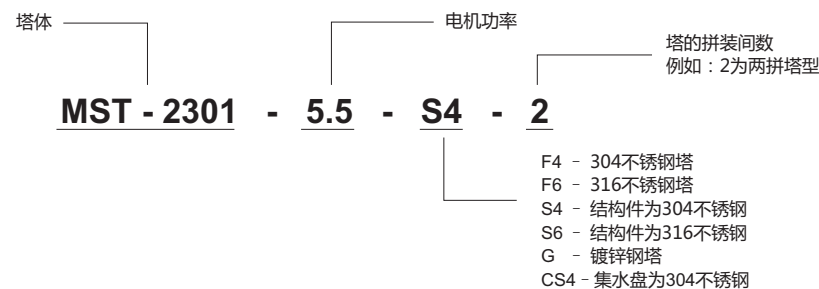 塔体
电机功率
塔的拼装间数
例如：2为两拼塔型
MST - 2301 - 5.5 - S4 - 2
F4 - 304不锈钢塔
F6 - 316不锈钢塔
S4 - 结构件为304不锈钢
S6 - 结构件为316不锈钢
G - 镀锌钢塔
CS4 - 集水盘为304不锈钢